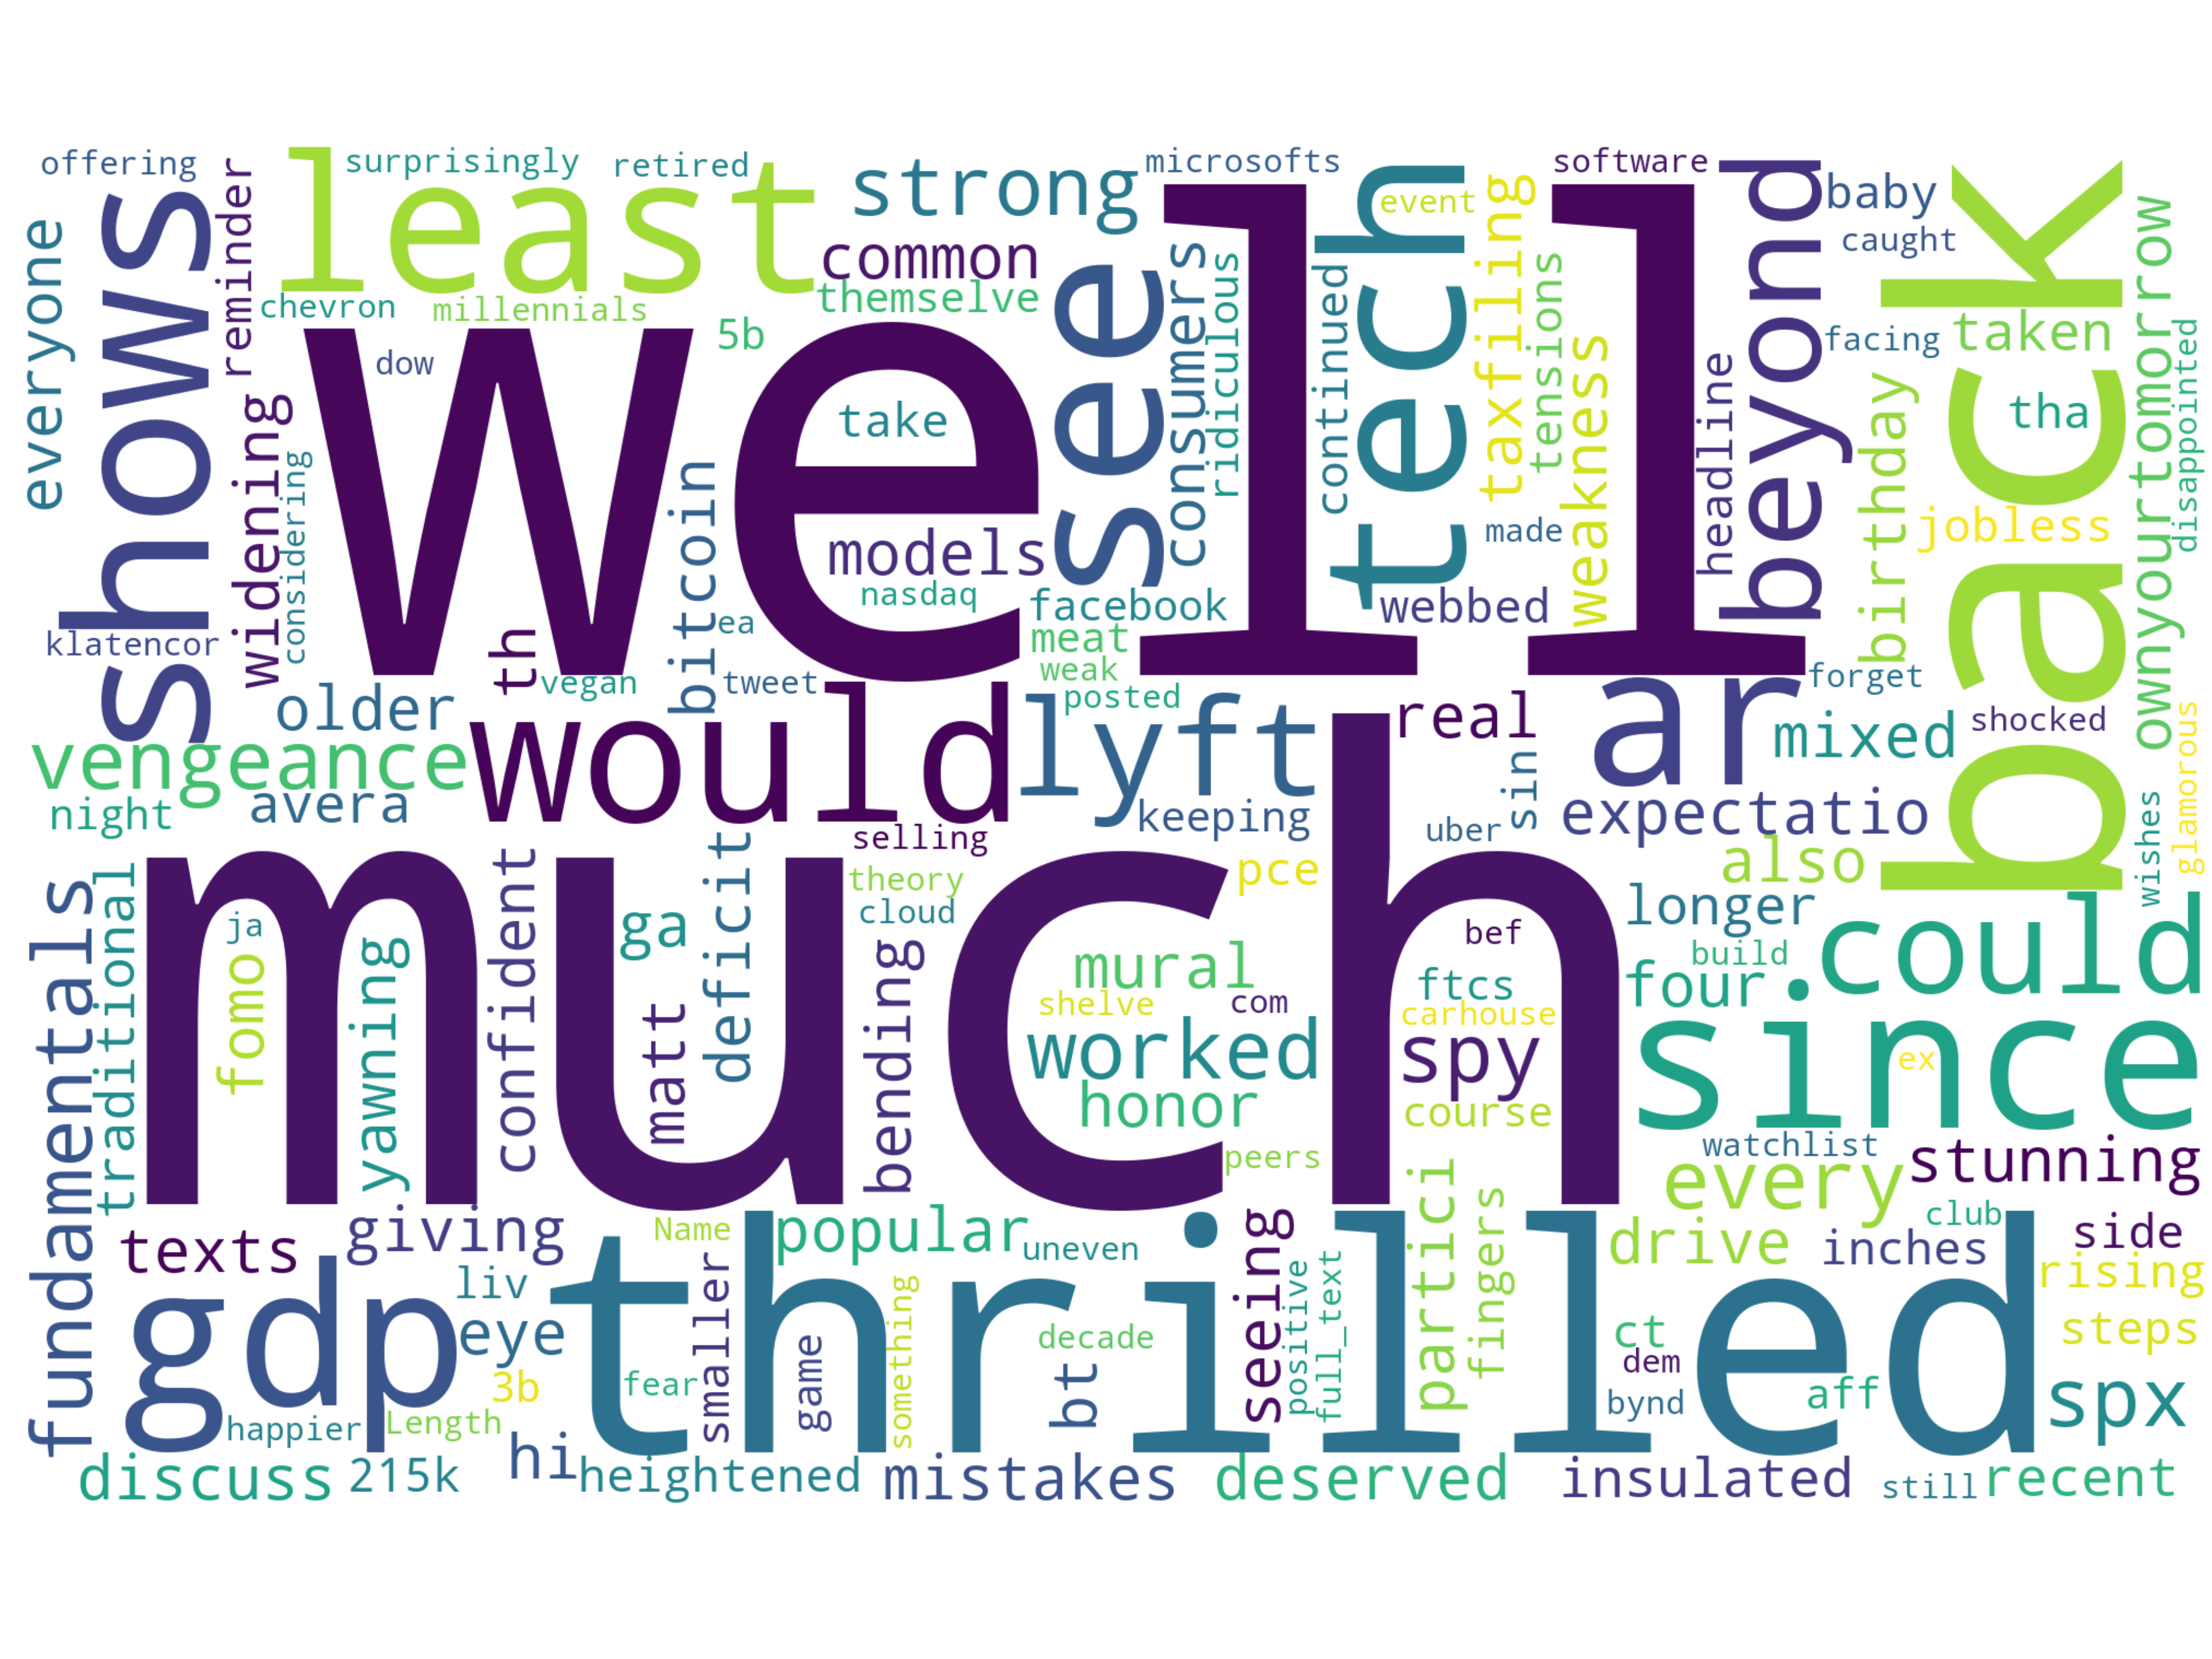 offering
surprisingly
retired
microsofts
software
least
strong
event
baby
back
reminder
everyone
shows
common
see
consumers
ridiculous
continued
tech
taxfiling
tensions
beyond
caught
ownyourtomorrow
chevron
millennials
themselve
5b
facing
taken
disappointed
dow
well
take
weakness
headline
birthday
tha
widening
considering
bitcoin
models
made
jobless
nasdaq
facebook
webbed
klatencor
th
ea
meat
weak
vegan
tweet
forget
older
would
lyft
posted
real
ar
mixed
shocked
glamorous
vengeance
night
avera
keeping
uber
sin
expectatio
wishes
selling
also
theory
pce
fundamentals
traditional
much
confident
deficit
cloud
longer
could
ja
ga
bef
build
fomo
yawning
bending
mural
ftcs
four
shelve
com
carhouse
matt
worked
spy
since
ex
honor
course
peers
watchlist
stunning
every
texts
giving
Name
popular
uneven
seeing
partici
fingers
drive
inches
club
side
liv
thrilled
smaller
something
positive
full_text
rising
gdp
eye
game
decade
ct
steps
3b
fear
bt
dem
bynd
aff
spx
happier
Length
discuss
215k
hi
heightened
mistakes
deserved
insulated
still
recent